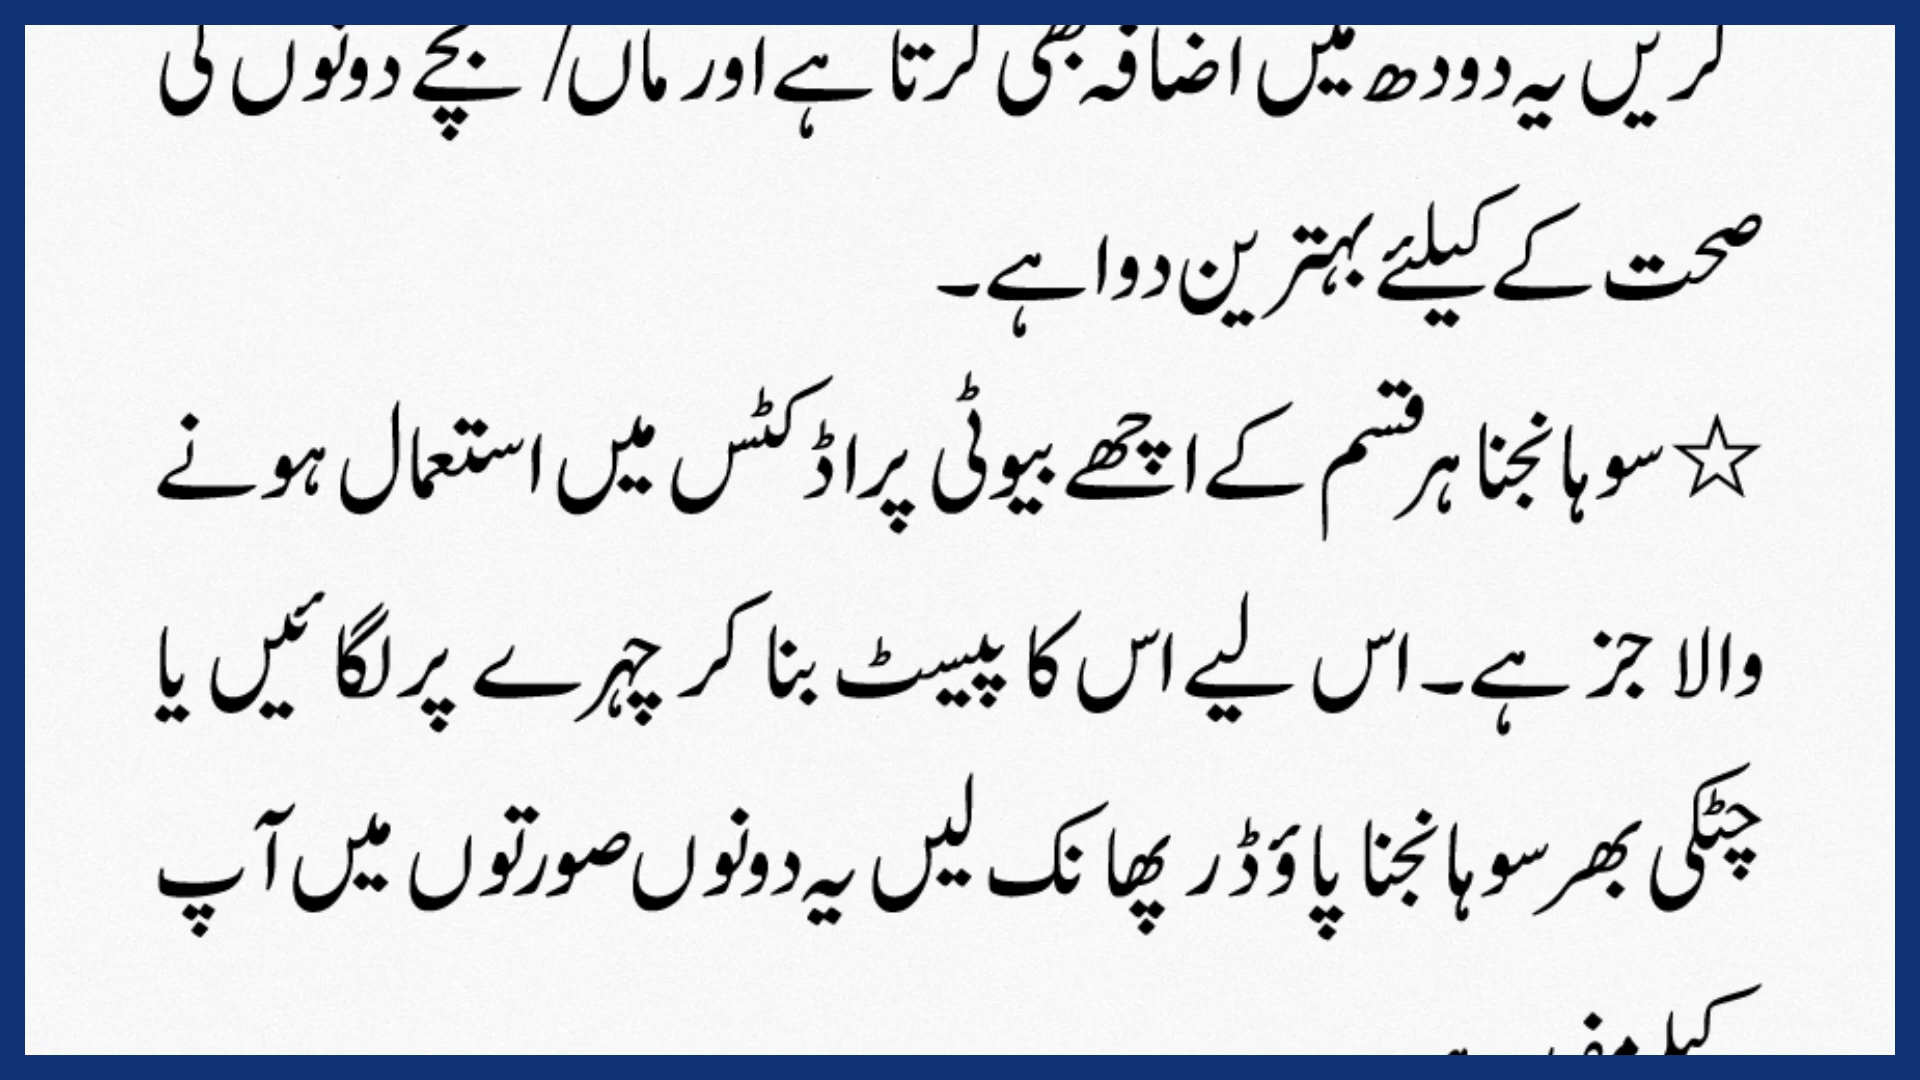 کریں یہ دودھ میں اضافہ بھی کرتا ہے اور ماں/ بچے دونوں کی
صحت کے کیلئے بہترین دوا ہے۔
☆ سوہانجنا ہر قسم کے اچھے بیوٹی پراڈکٹس میں استعمال ہونے
والا جز ہے۔ اس لیے اس کا پیسٹ بنا کر چہرے پر لگائیں یا
چٹکی بھر سوہانجنا پاؤڈر پھانک لیں یہ دونوں صورتوں میں آپ